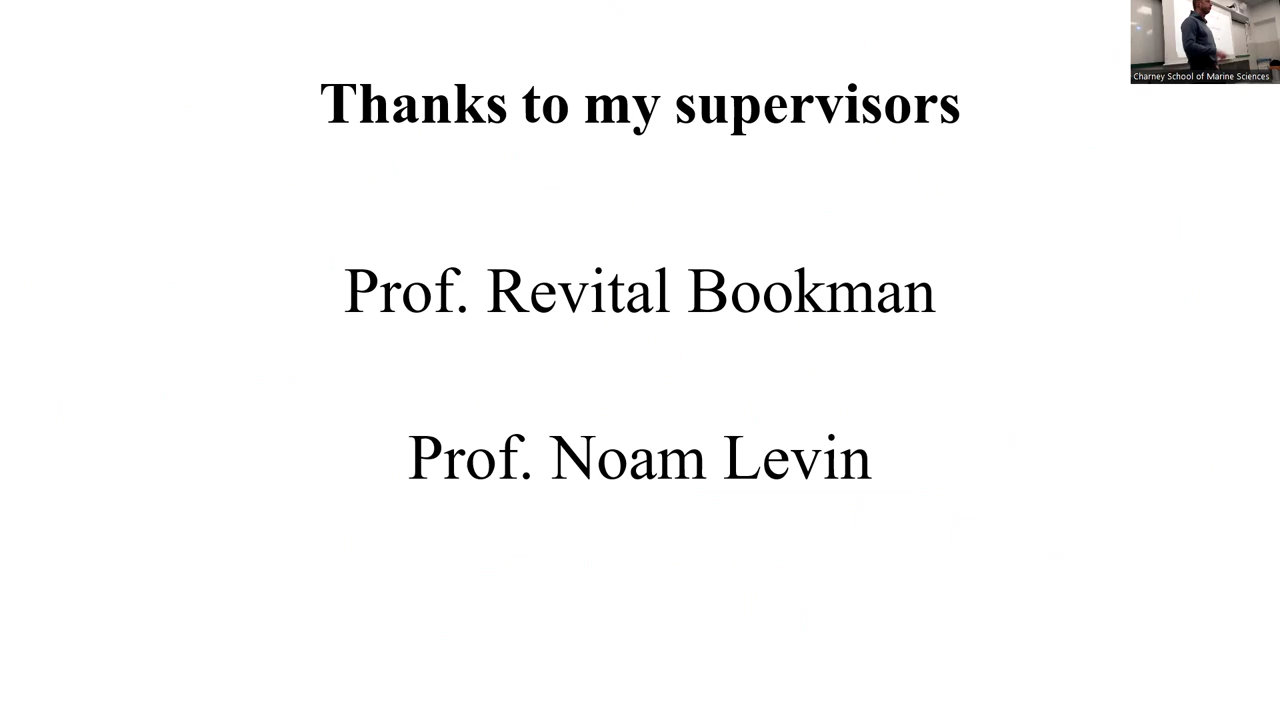 Thanks to my supervisors
Charney School of Marine Sciences
Prof. Revital Bookman
Prof. Noam Levin